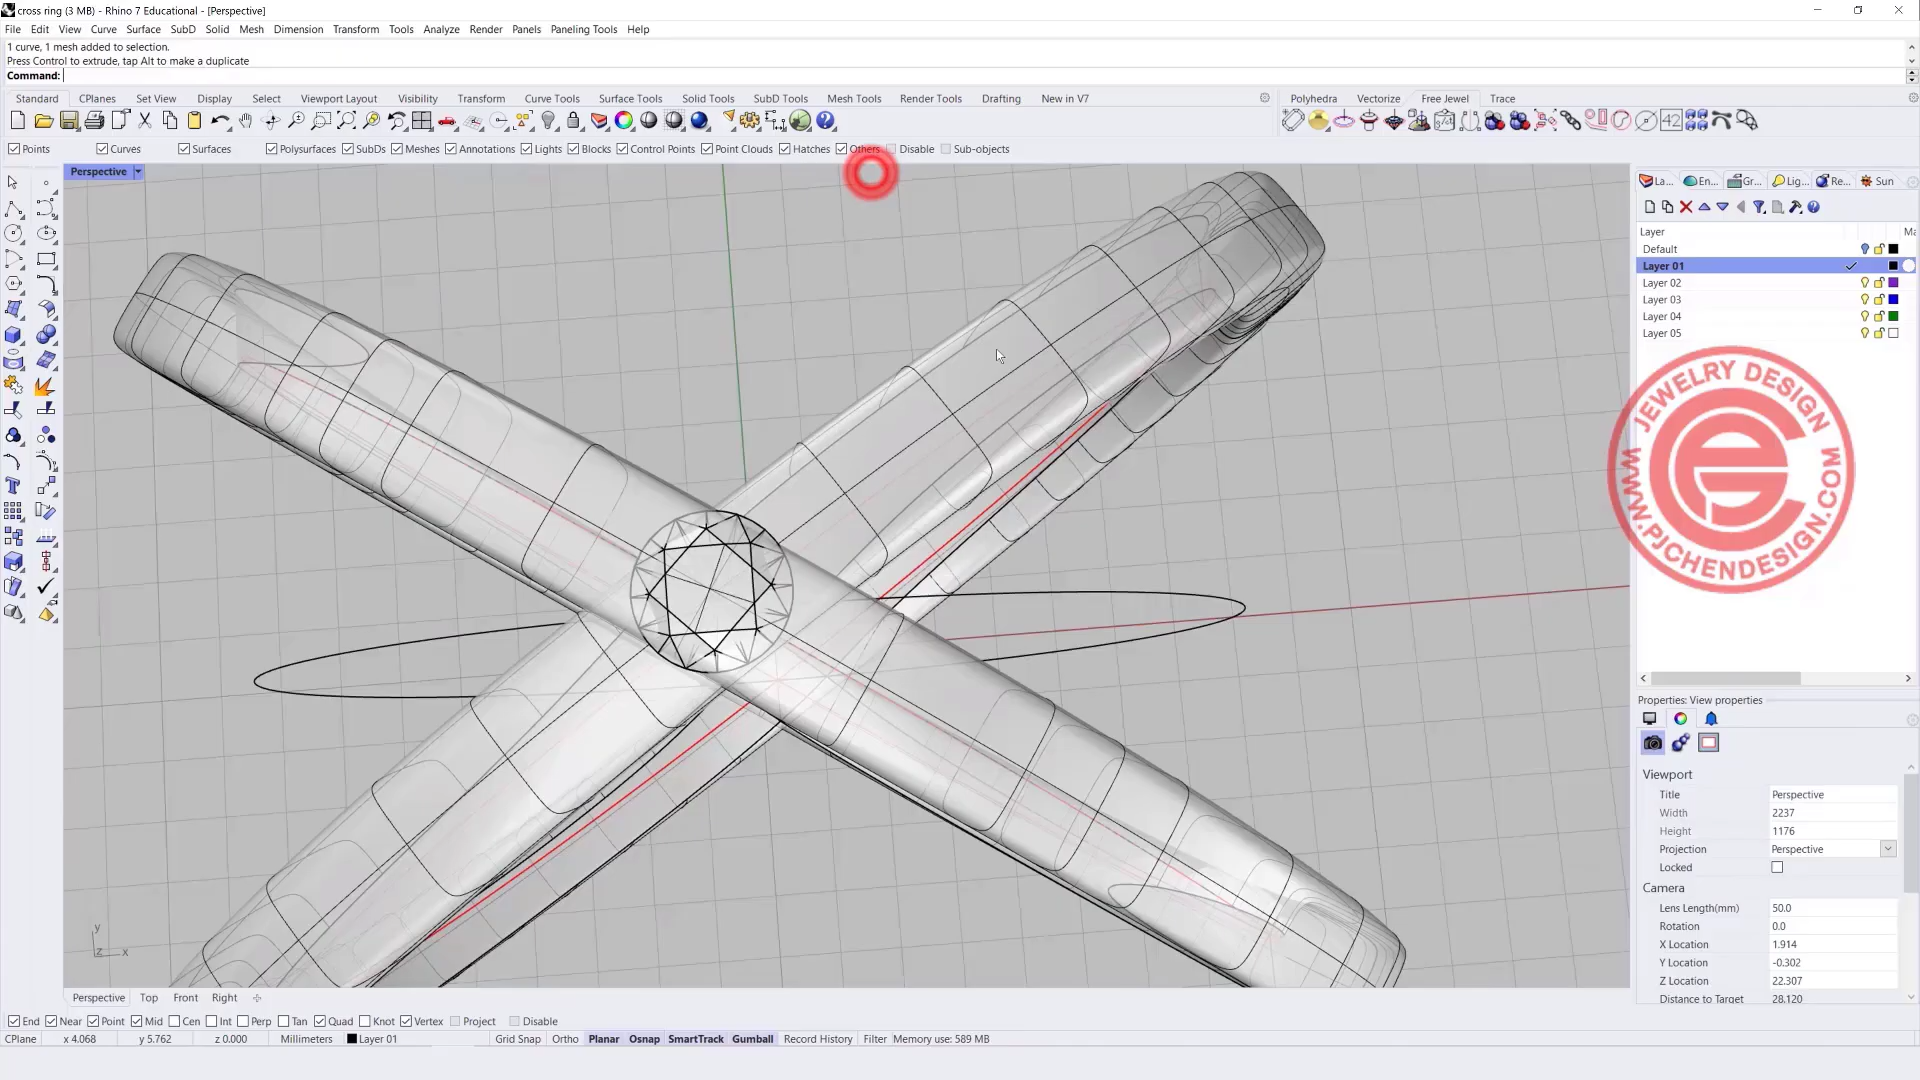 cross ring (3 MB) - Rhino 7 Educational - [Perspective]
File Edit View Curve Surface SubD Solid Mesh Dimension Transform Tools Analyze Render Panels Paneling Tools Help
1 curve, 1 mesh added to selection.
Press Control to extrude, tap Alt to make a duplicate
Command:
Standard CPlanes Set View Display Select Viewport Layout Visibility Transform Curve Tools Surface Tools Solid Tools SubD Tools Mesh Tools Render Tools Drafting New in V7 Polyhedra Vectorize Free Jewel Trace
42
Points Curves Surfaces Polysurfaces SubDs Meshes Annotations Lights Blocks Control Points Point Clouds Hatches Others Disable Sub-objects
Perspective
La... En... Gr... Lig... Re... Sun
Layer Ma
Default
Layer 01
Layer 02
Layer 03
Layer 04
Layer 05
JEWELRY DESIGN
WWW.PJCHENDESIGN.COM
Properties: View properties
Viewport
Title Perspective
Width 2237
Height 1176
Projection Perspective
Locked
Camera
Lens Length(mm) 50.0
Rotation 0.0
X Location 1.914
Y Location -0.302
Z Location 22.307
Distance to Target 28.120
y
z x
Perspective Top Front Right
End Near Point Mid Cen Int Perp Tan Quad Knot Vertex Project Disable
CPlane x 4.068 y 5.762 z 0.000 Millimeters Layer 01 Grid Snap Ortho Planar Osnap SmartTrack Gumball Record History Filter Memory use: 589 MB